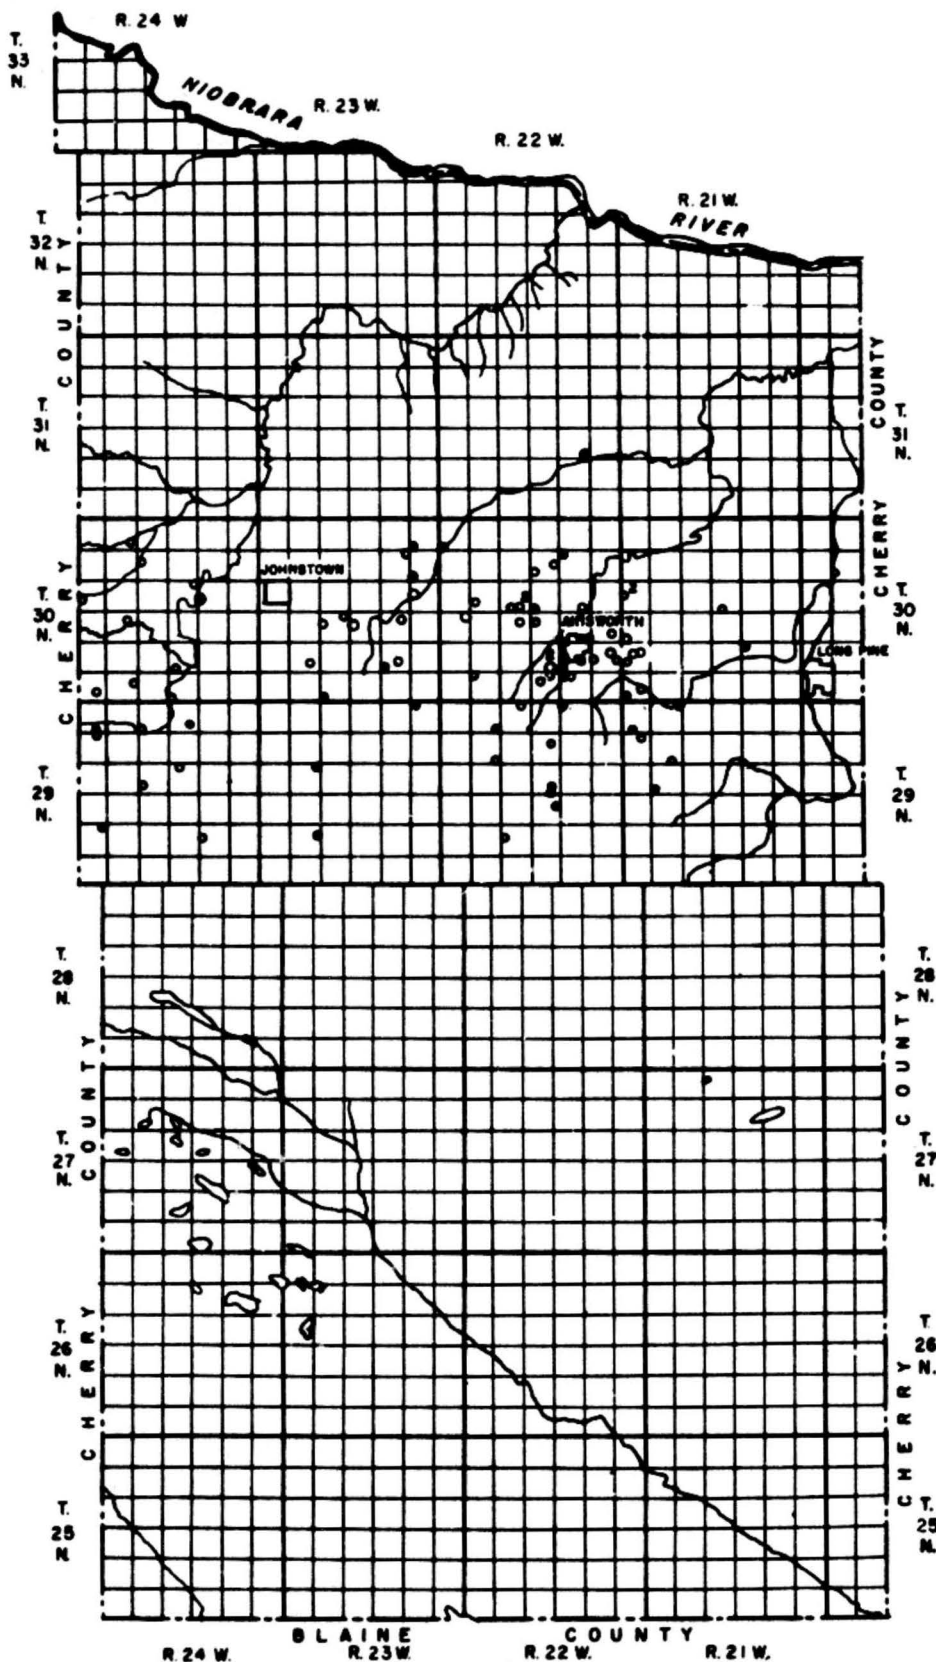 R. 24 W
T. 33 N.
NIOBRARA
R. 23 W.
R. 22 W.
R. 21 W.
RIVER
T. 32 N.
COUNTY
COUNTY
T. 31 N.
T. 31 N.
CHERRY
CHERRY
JOHNSTOWN
T. 30 N.
T. 30 N.
AINSWORTH
LONG PINE
T. 29 N.
T. 29 N.
T. 28 N.
T. 28 N.
COUNTY
COUNTY
T. 27 N.
T. 27 N.
CHERRY
CHERRY
T. 26 N.
T. 26 N.
T. 25 N
T. 25 N.
BLAINE COUNTY
R. 24 W. R. 23 W. R. 22 W. R. 21 W.